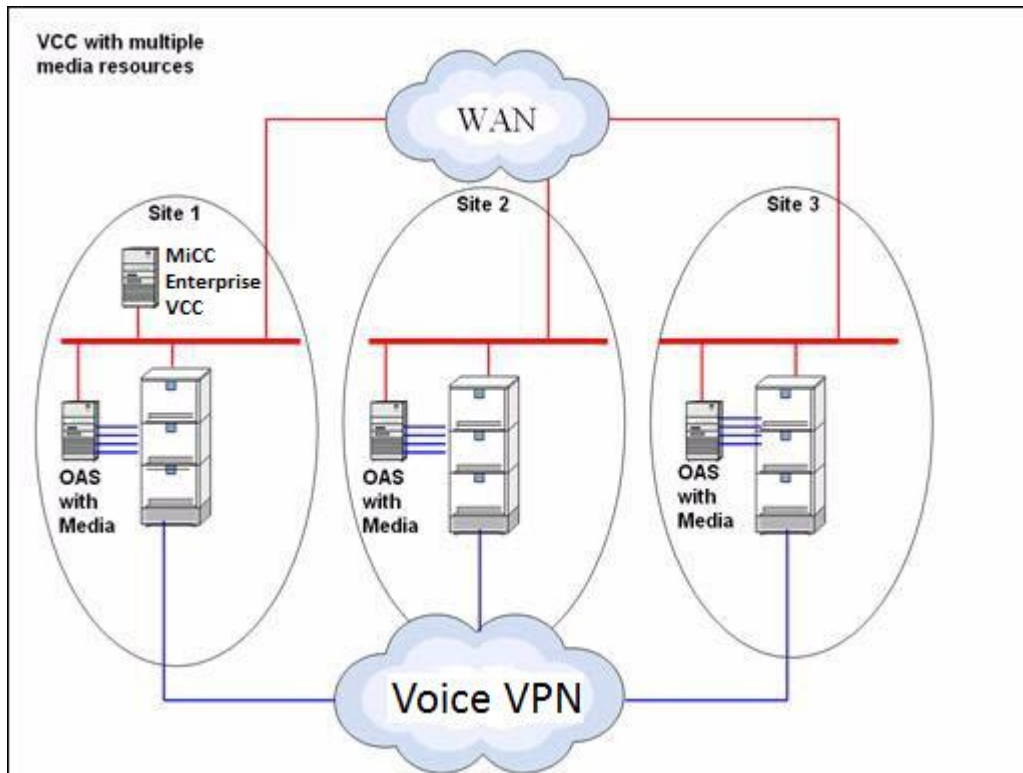 VCC with multiple
media resources
WAN
Site 1
Site 2
Site 3
MiCC
Enterprise
VCC
OAS
with
Media
OAS
with
Media
OAS
with
Media
Voice VPN